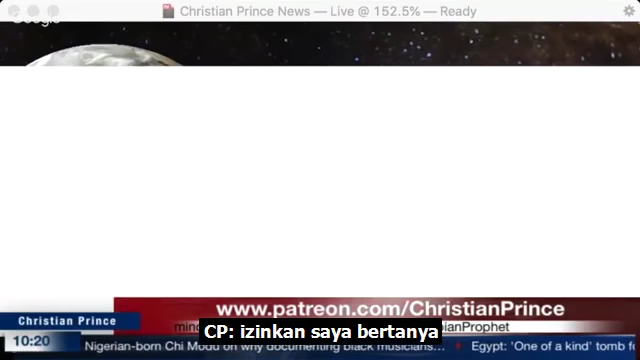 Christian Prince News — Live @ 152.5% — Ready
Google
www.patreon.com/ChristianPrince
Christian Prince
CP: izinkan saya bertanya
10:20
Nigerian-born Chi Modu on why documenting black musicians...
Egypt: 'One of a kind' tomb f